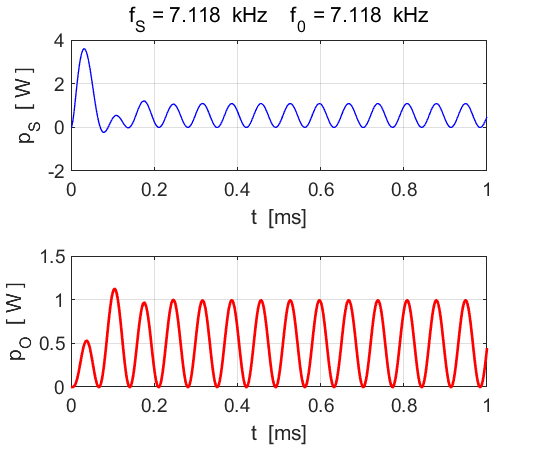 f_S = 7.118 kHz f_0 = 7.118 kHz
4
2
0
-2
p_S [ W ]
0 0.2 0.4 0.6 0.8 1
t [ms]
1.5
1
0.5
0
p_O [ W ]
0 0.2 0.4 0.6 0.8 1
t [ms]